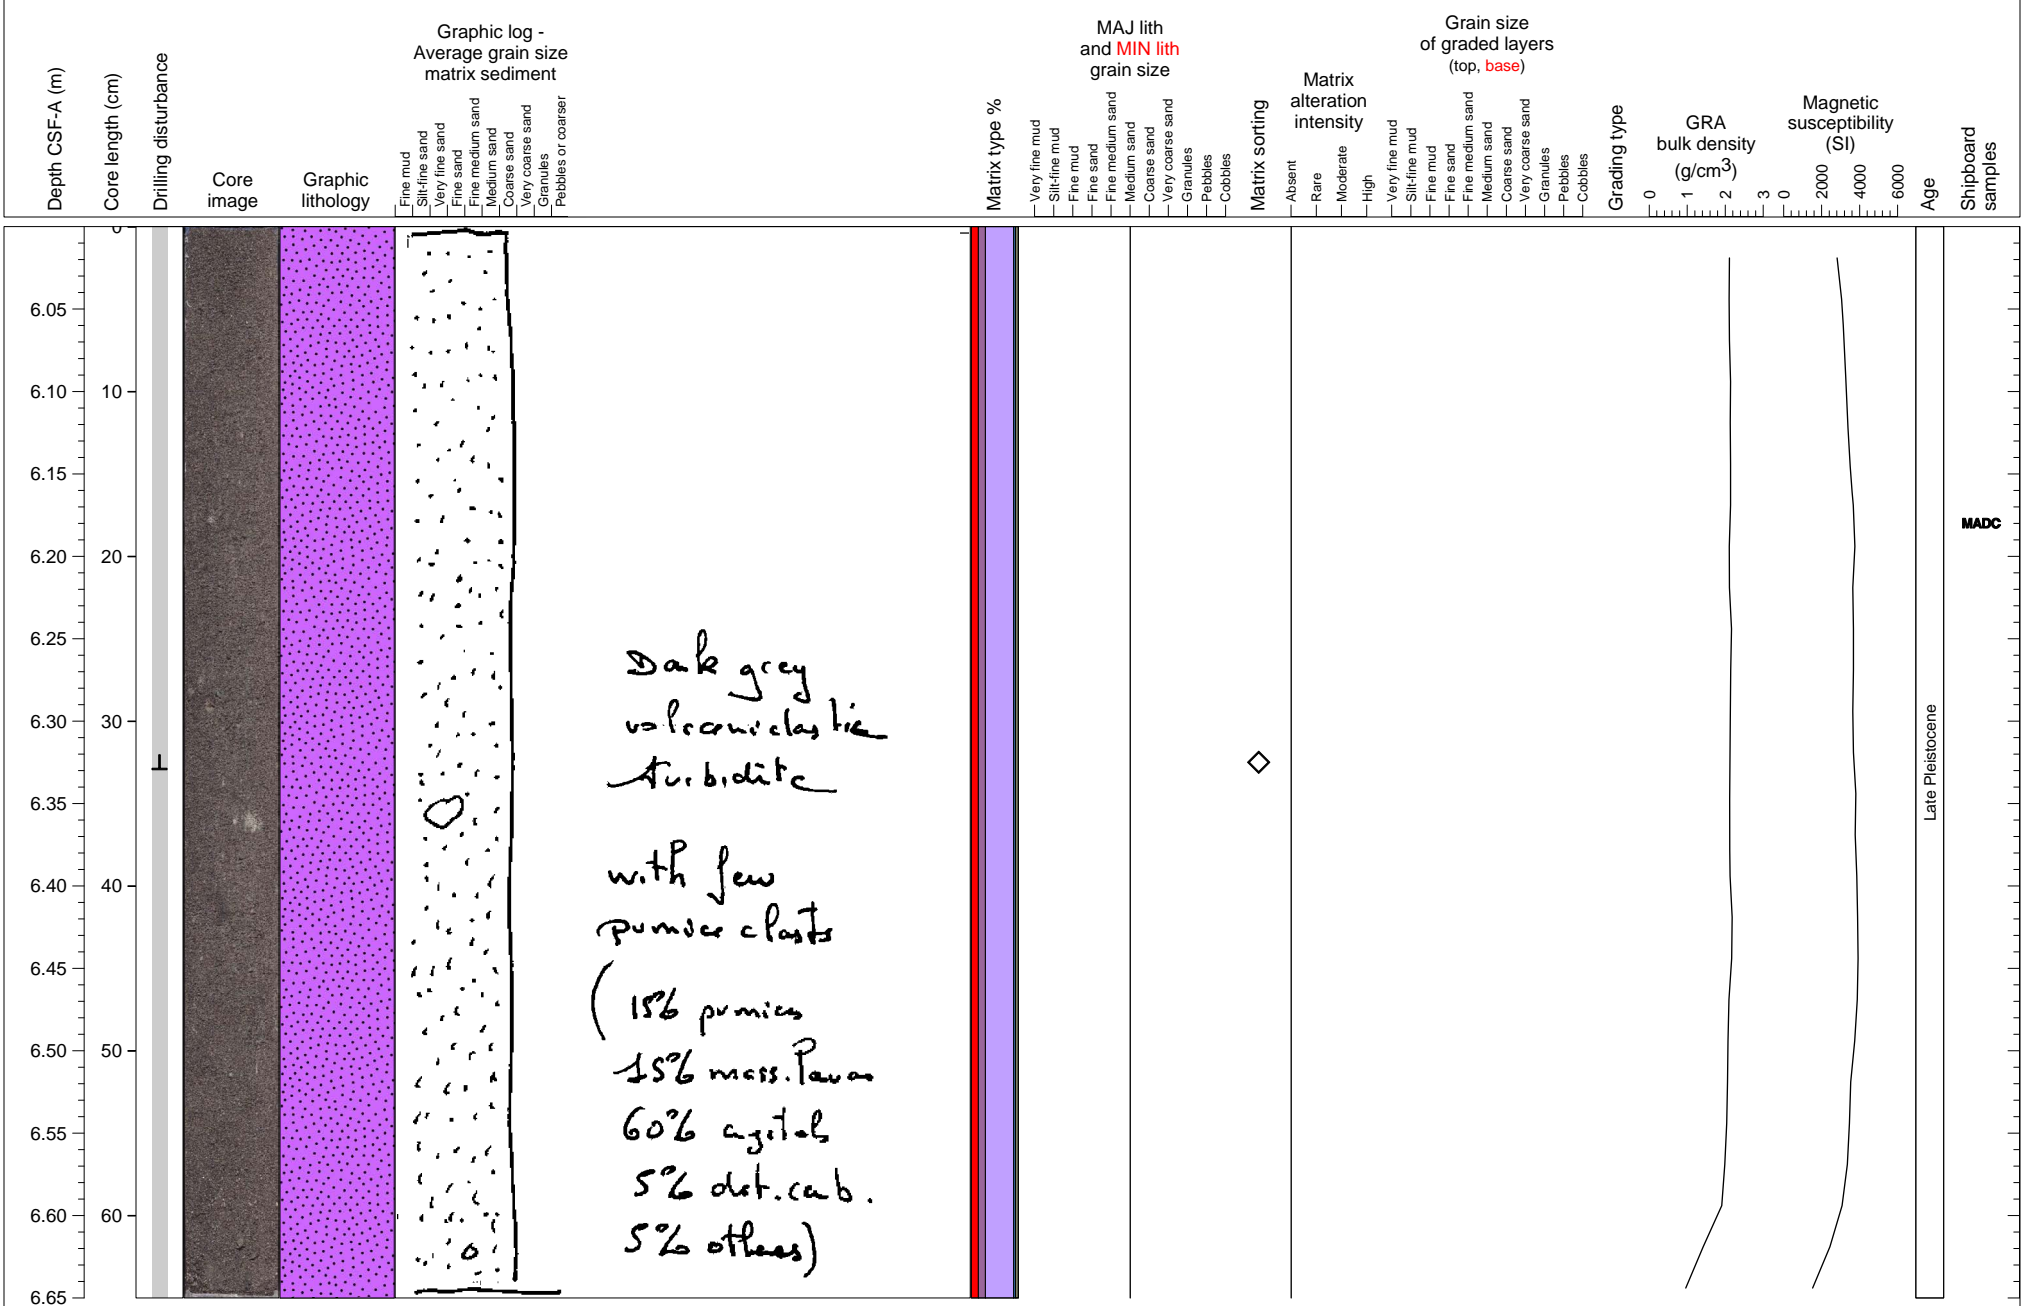 Graphic log -
Average grain size
matrix sediment
MAJ lith
and MIN lith
grain size
Grain size
of graded layers
(top, base)
Matrix
alteration
intensity
GRA
bulk density
(g/cm3)
Magnetic
susceptibility
(SI)
Depth CSF-A (m)
Core length (cm)
Drilling disturbance
Core
image
Graphic
lithology
Fine mud
Silt-fine sand
Very fine sand
Fine sand
Fine medium sand
Medium sand
Coarse sand
Very coarse sand
Granules
Pebbles or coarser
Matrix type %
Very fine mud
Silt-fine mud
Fine mud
Fine sand
Fine medium sand
Medium sand
Coarse sand
Very coarse sand
Granules
Pebbles
Cobbles
Matrix sorting
Absent
Rare
Moderate
High
Very fine mud
Silt-fine mud
Fine mud
Fine sand
Fine medium sand
Medium sand
Coarse sand
Very coarse sand
Granules
Pebbles
Cobbles
Grading type
0 1 2 3
0 2000 4000 6000
Age
Shipboard
samples
0
6.05
6.10 10
6.15
6.20 20
6.25
6.30 30
6.35
6.40 40
6.45
6.50 50
6.55
6.60 60
6.65
Dark grey
volcaniclastic
turbidite
with few
pumice clasts
(15% pumices
15% mass. lavas
60% crystals
5% det. carb.
5% others)
Late Pleistocene
MADC